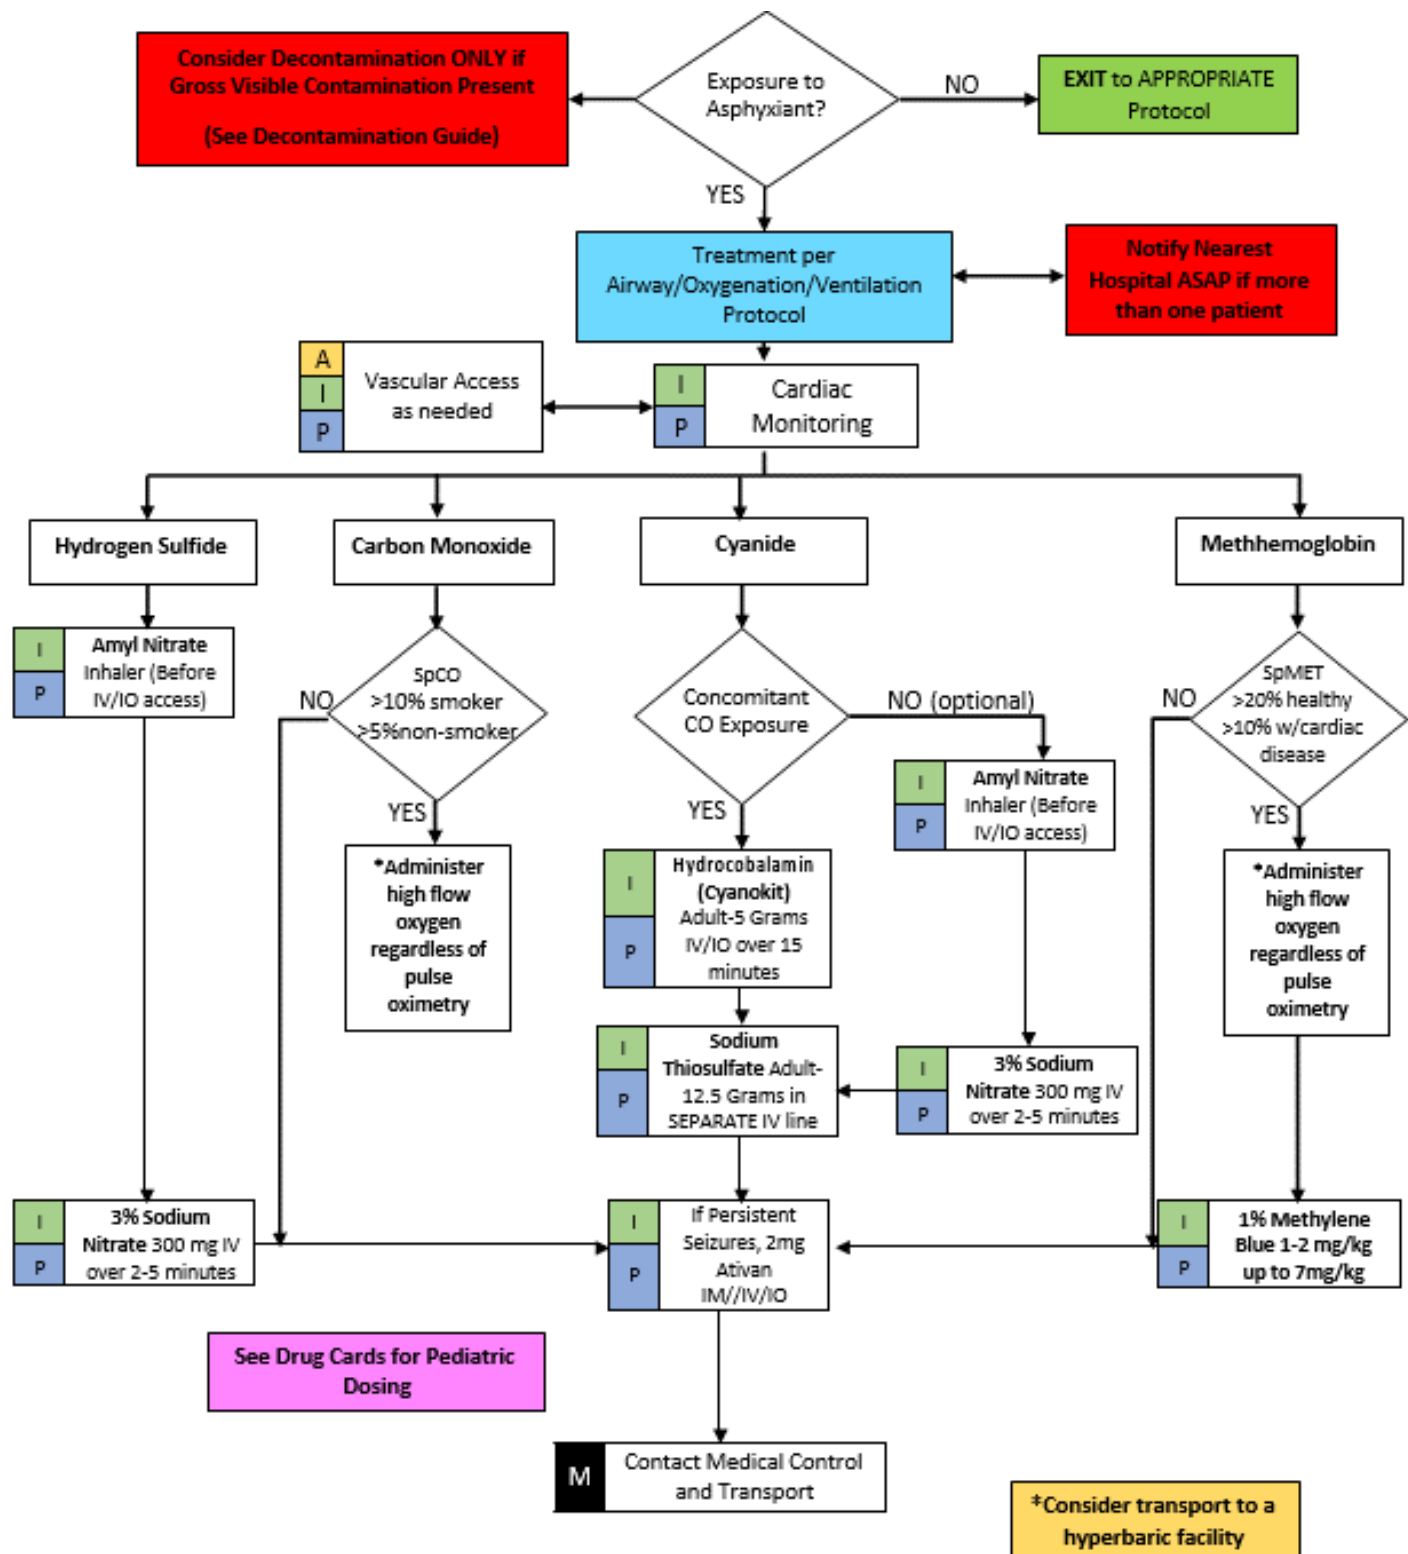 Consider Decontamination ONLY if
Gross Visible Contamination Present
(See Decontamination Guide)
Exposure to
Asphyxiant?
NO
EXIT to APPROPRIATE
Protocol
YES
Treatment per
Airway/Oxygenation/Ventilation
Protocol
Notify Nearest
Hospital ASAP if more
than one patient
A
I
P
Vascular Access
as needed
I
P
Cardiac
Monitoring
Hydrogen Sulfide
Carbon Monoxide
Cyanide
Methhemoglobin
I
P
Amyl Nitrate
Inhaler (Before
IV/IO access)
NO
SpCO
>10% smoker
>5%non-smoker
YES
Concomitant
CO Exposure
NO (optional)
YES
I
P
Amyl Nitrate
Inhaler (Before
IV/IO access)
NO
SpMET
>20% healthy
>10% w/cardiac
disease
YES
*Administer
high flow
oxygen
regardless of
pulse
oximetry
I
P
Hydrocobalamin
(Cyanokit)
Adult-5 Grams
IV/IO over 15
minutes
*Administer
high flow
oxygen
regardless of
pulse
oximetry
I
P
Sodium
Thiosulfate Adult-
12.5 Grams in
SEPARATE IV line
I
P
3% Sodium
Nitrate 300 mg IV
over 2-5 minutes
I
P
3% Sodium
Nitrate 300 mg IV
over 2-5 minutes
I
P
If Persistent
Seizures, 2mg
Ativan
IM//IV/IO
I
P
1% Methylene
Blue 1-2 mg/kg
up to 7mg/kg
See Drug Cards for Pediatric
Dosing
M
Contact Medical Control
and Transport
*Consider transport to a
hyperbaric facility